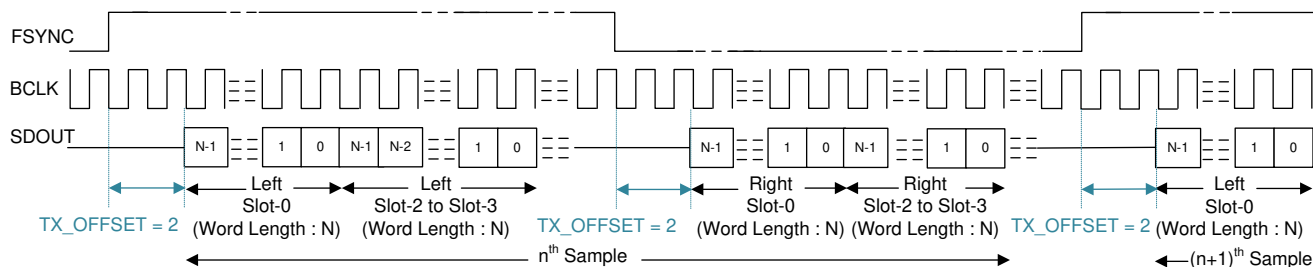 FSYNC
BCLK
SDOUT
N-1 1 0 N-1 N-2 1 0 N-1 1 0 N-1 1 0 N-1 1 0
TX_OFFSET = 2
Left
Slot-0
(Word Length : N)
Left
Slot-2 to Slot-3
(Word Length : N)
TX_OFFSET = 2
Right
Slot-0
(Word Length : N)
Right
Slot-2 to Slot-3
(Word Length : N)
TX_OFFSET = 2
Left
Slot-0
(Word Length : N)
nth Sample
(n+1)th Sample